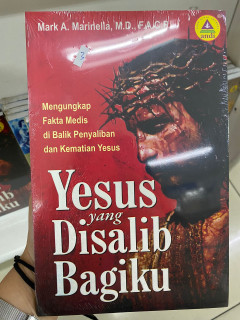 Mark A. Marinella, M.D., F.A.C.P.
Mengungkap
Fakta Medis
di Balik Penyaliban
dan Kematian Yesus
Yesus
yang
Disalib
Bagiku